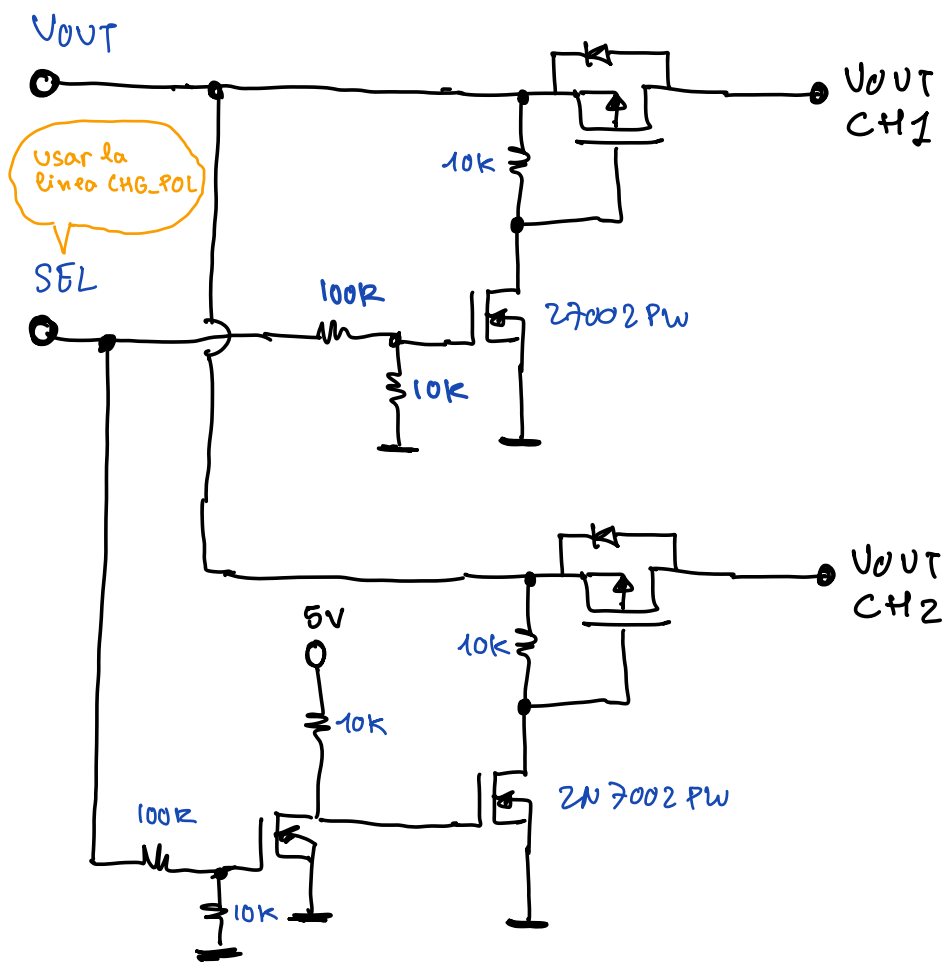 VOUT
VOUT
CH1
usar la
linea CHG_POL
10K
SEL
100R
27002PW
10K
VOUT
CH2
5V
10K
10K
2N7002PW
100R
10K